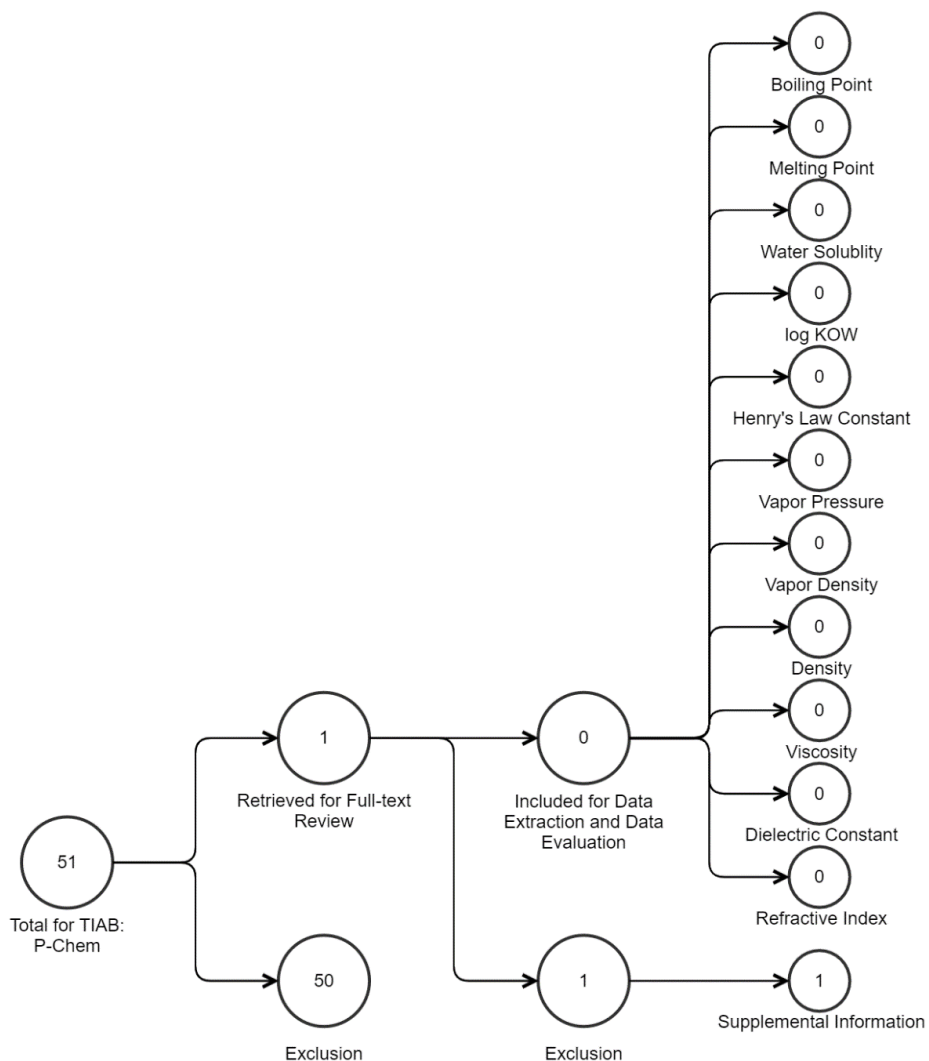 0
Boiling Point
0
Melting Point
0
Water Solublity
0
log KOW
0
Henry's Law Constant
0
Vapor Pressure
0
Vapor Density
0
Density
0
Viscosity
0
Dielectric Constant
0
Refractive Index
1
Retrieved for Full-text
Review
0
Included for Data
Extraction and Data
Evaluation
51
Total for TIAB:
P-Chem
50
Exclusion
1
Exclusion
1
Supplemental Information